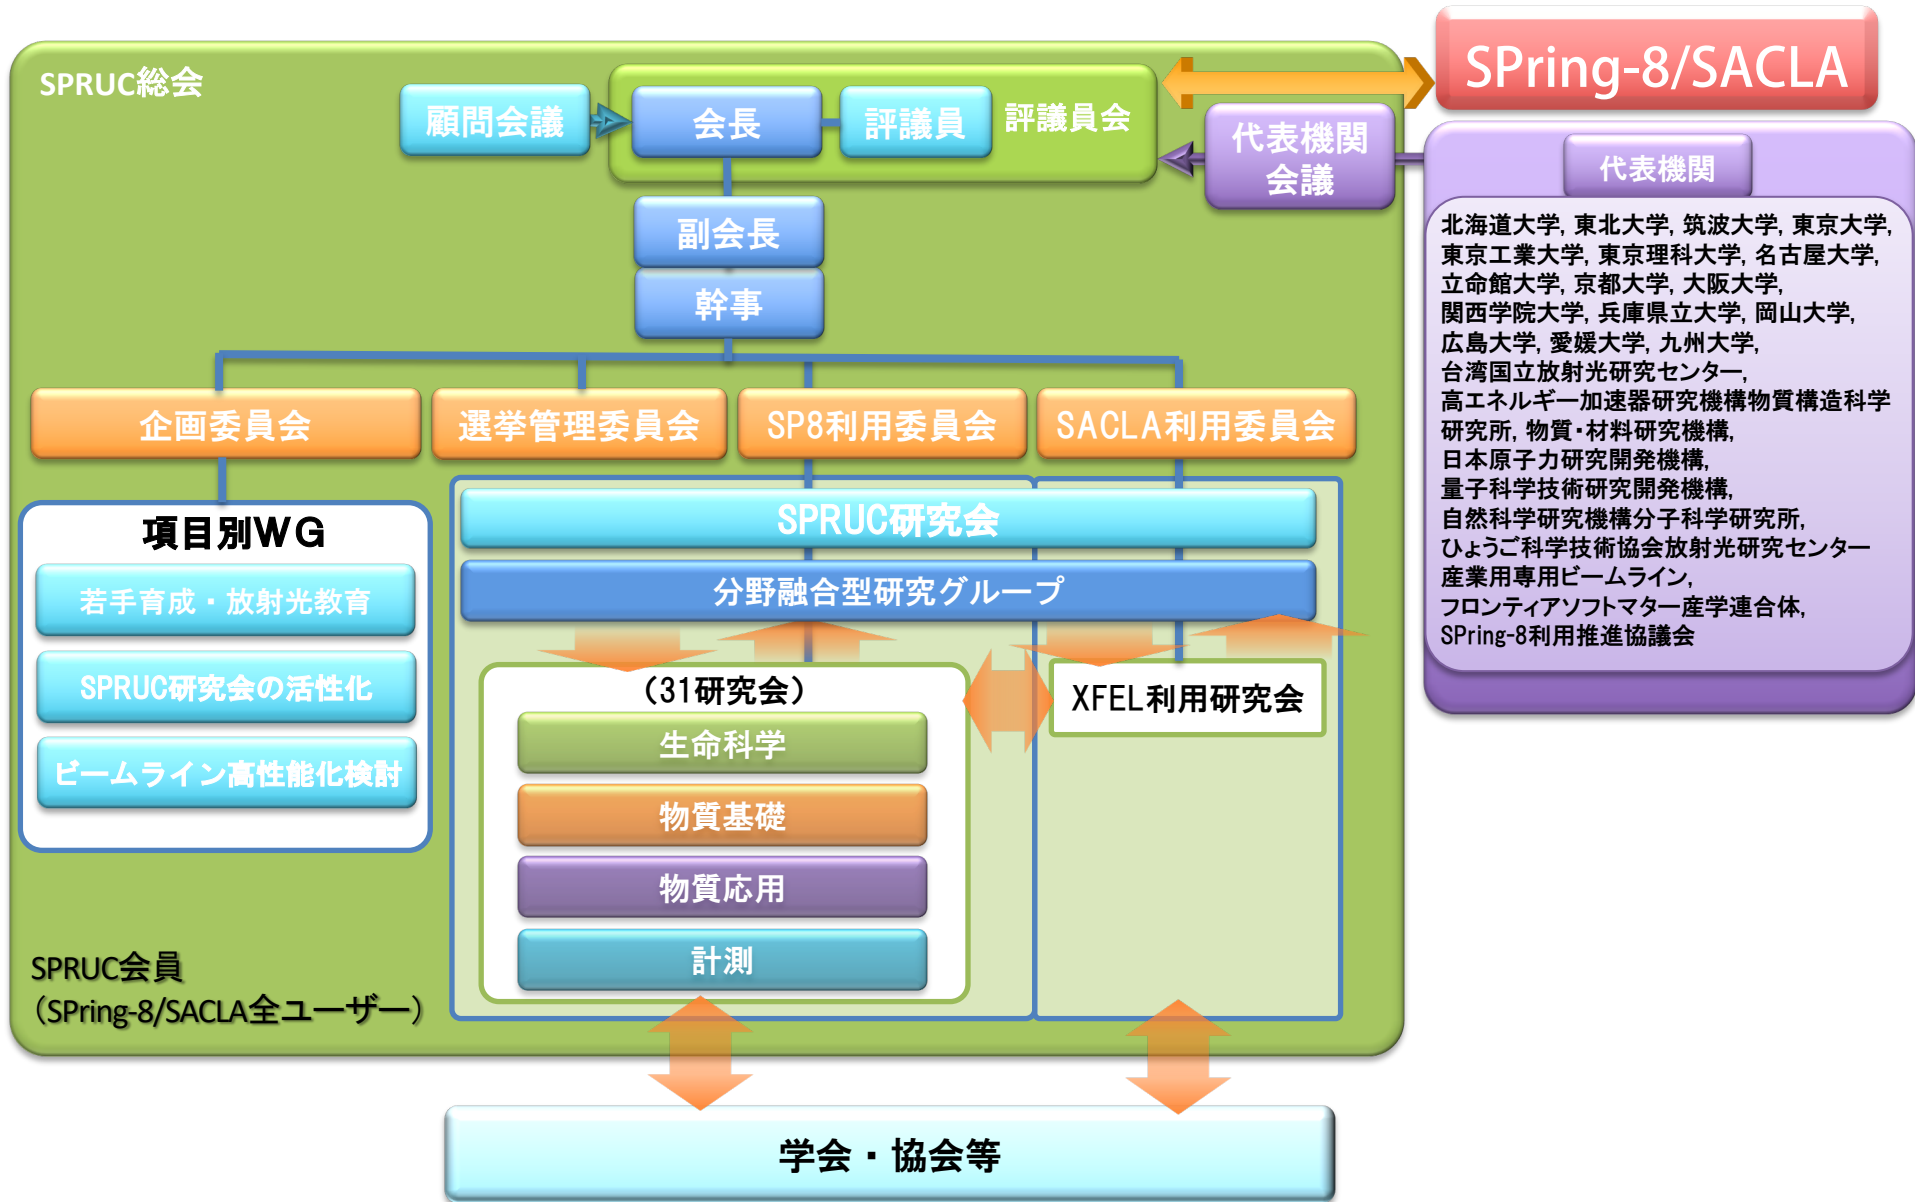 SPring-8/SACLA
SPRUC総会
顧問会議
会長
評議員
評議員会
代表機関
会議
代表機関
北海道大学, 東北大学, 筑波大学, 東京大学,
東京工業大学, 東京理科大学, 名古屋大学,
立命館大学, 京都大学, 大阪大学,
関西学院大学, 兵庫県立大学, 岡山大学,
広島大学, 愛媛大学, 九州大学,
台湾国立放射光研究センター,
高エネルギー加速器研究機構物質構造科学
研究所, 物質・材料研究機構,
日本原子力研究開発機構,
量子科学技術研究開発機構,
自然科学研究機構分子科学研究所,
ひょうご科学技術協会放射光研究センター
産業用専用ビームライン,
フロンティアソフトマター産学連合体,
SPring-8利用推進協議会
副会長
幹事
企画委員会
選挙管理委員会
SP8利用委員会
SACLA利用委員会
項目別WG
若手育成・放射光教育
SPRUC研究会の活性化
ビームライン高性能化検討
SPRUC研究会
分野融合型研究グループ
（31研究会）
生命科学
物質基礎
物質応用
計測
XFEL利用研究会
SPRUC会員
（SPring-8/SACLA全ユーザー）
学会・協会等